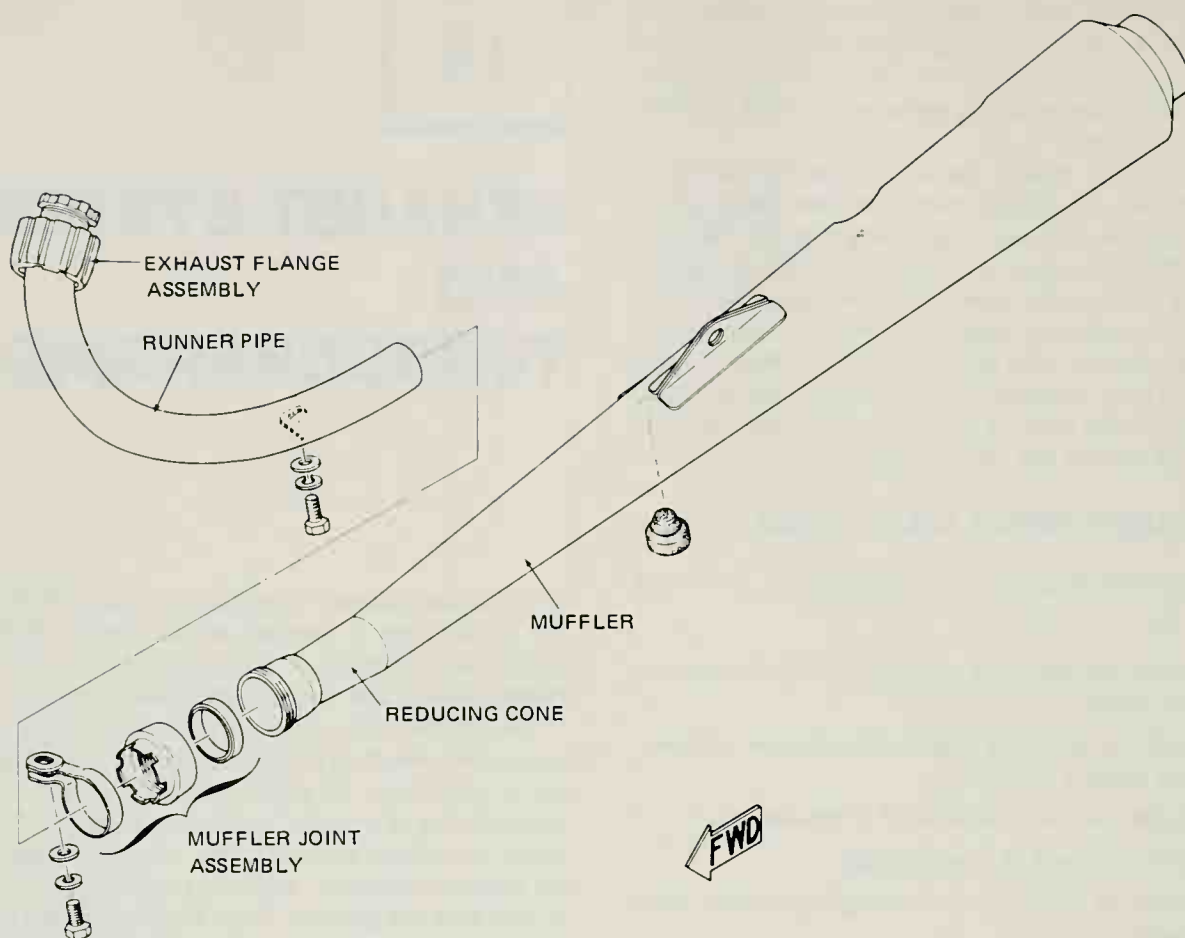 EXHAUST FLANGE
ASSEMBLY
RUNNER PIPE
MUFFLER
REDUCING CONE
MUFFLER JOINT
ASSEMBLY
FWD